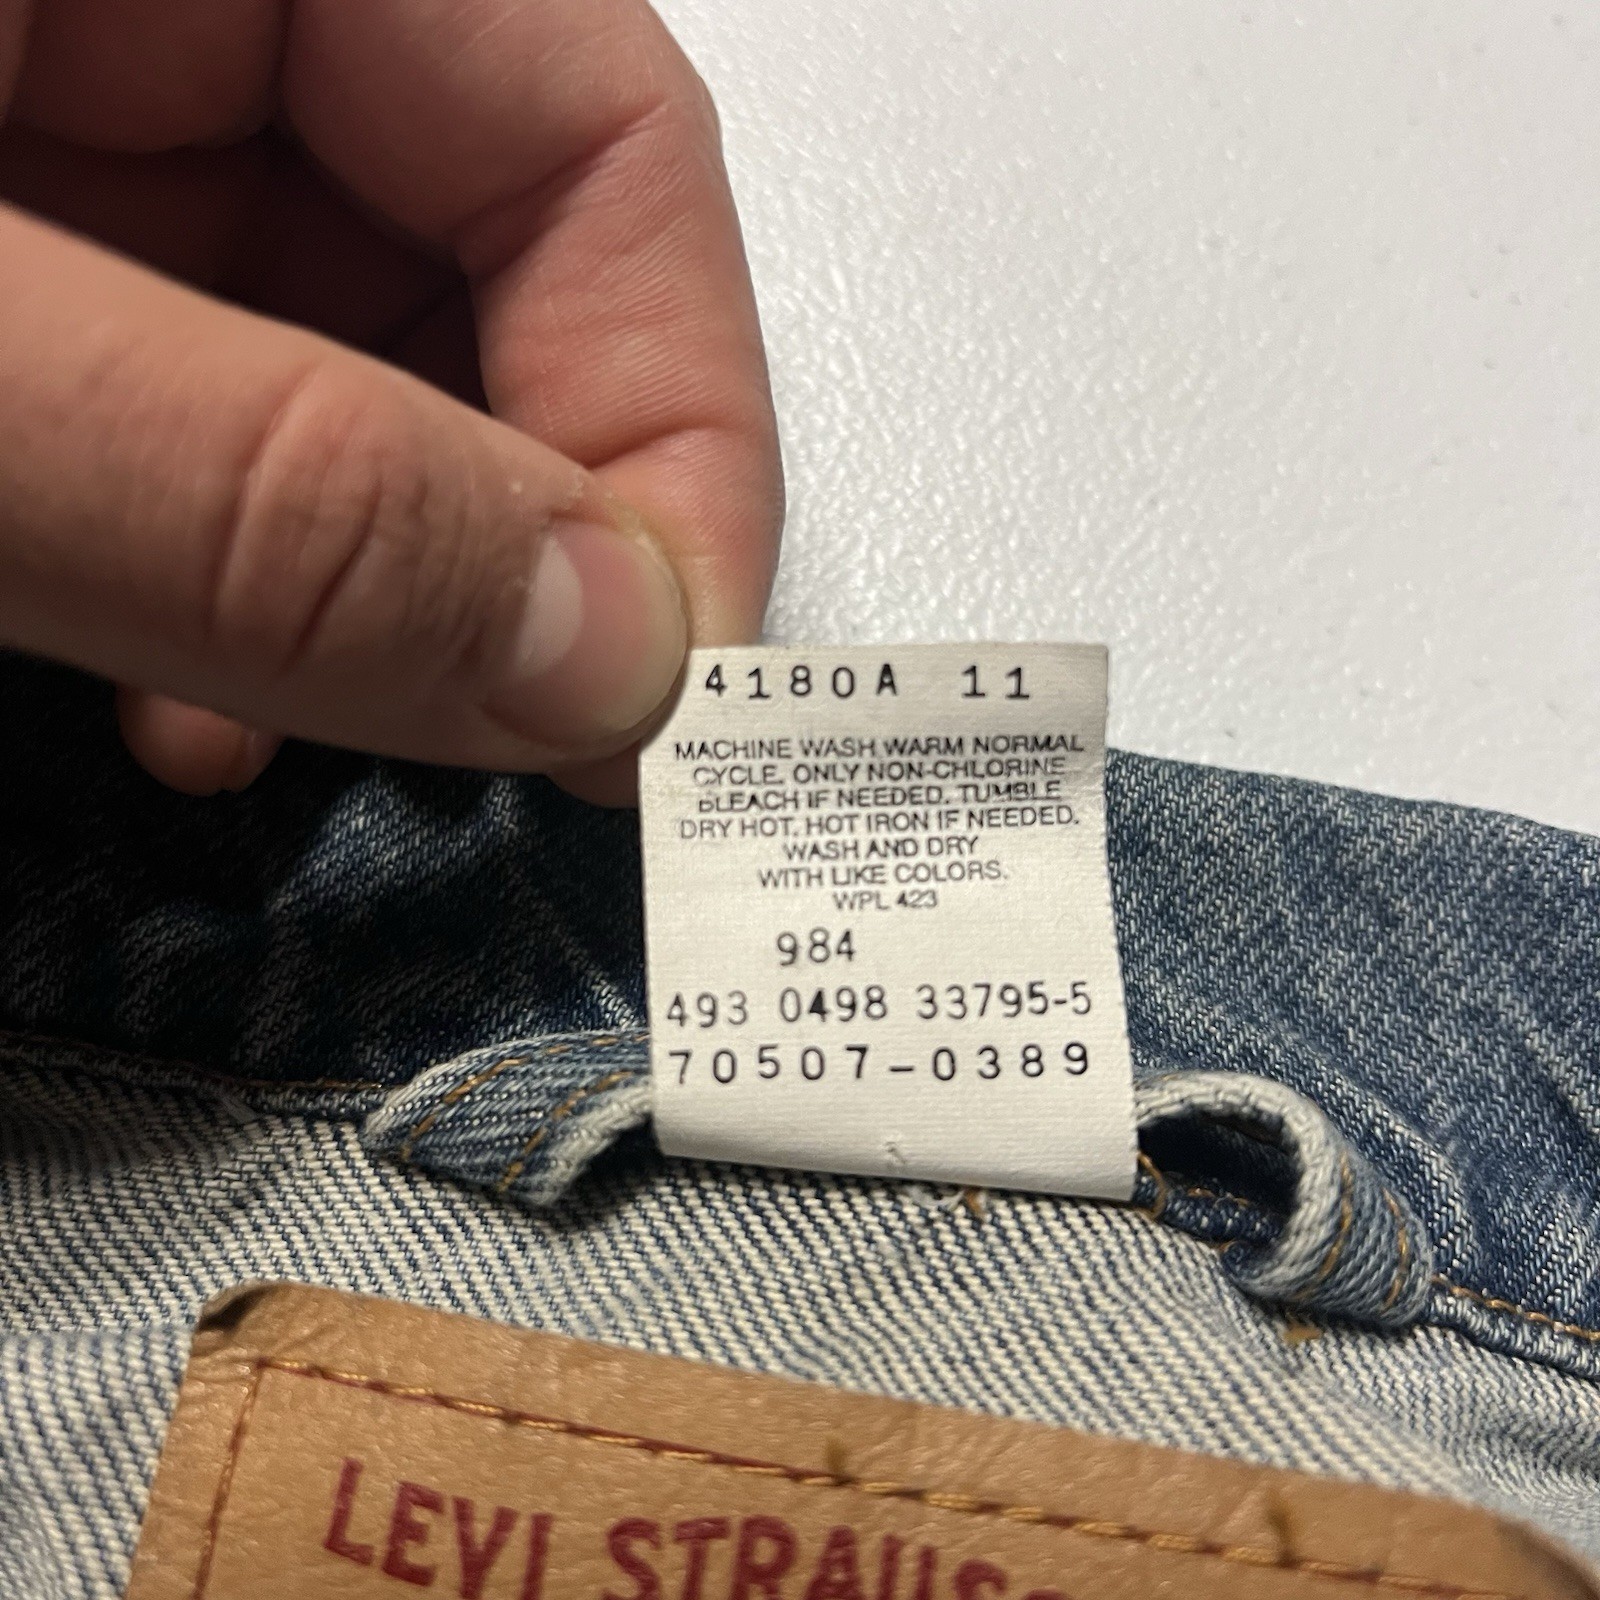 4180A 11
MACHINE WASH WARM NORMAL
CYCLE. ONLY NON-CHLORINE
BLEACH IF NEEDED. TUMBLE
DRY HOT. HOT IRON IF NEEDED.
WASH AND DRY
WITH LIKE COLORS.
WPL 423
984
493 0498 33795-5
70507-0389
LEVI STRAUSS